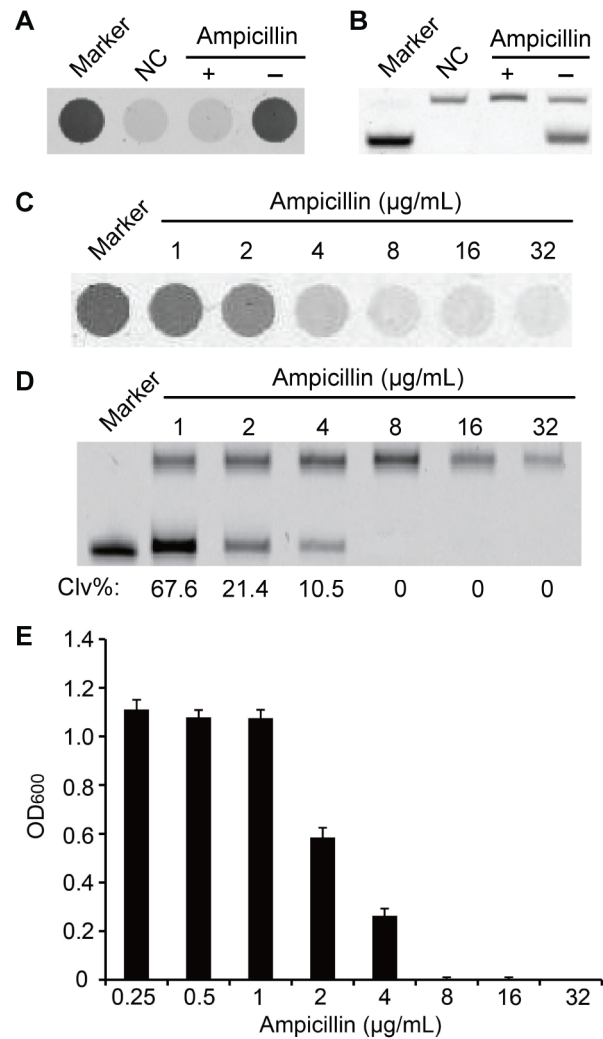 A
Marker
NC
Ampicillin
+ –
B
Marker
NC
Ampicillin
+ –
C
Marker
Ampicillin (µg/mL)
1 2 4 8 16 32
D
Marker
Ampicillin (µg/mL)
1 2 4 8 16 32
Clv%: 67.6 21.4 10.5 0 0 0
E
1.4
1.2
1.0
0.6
0.4
0.2
0
OD600
0.25 0.5 1 2 4 8 16 32
Ampicillin (µg/mL)